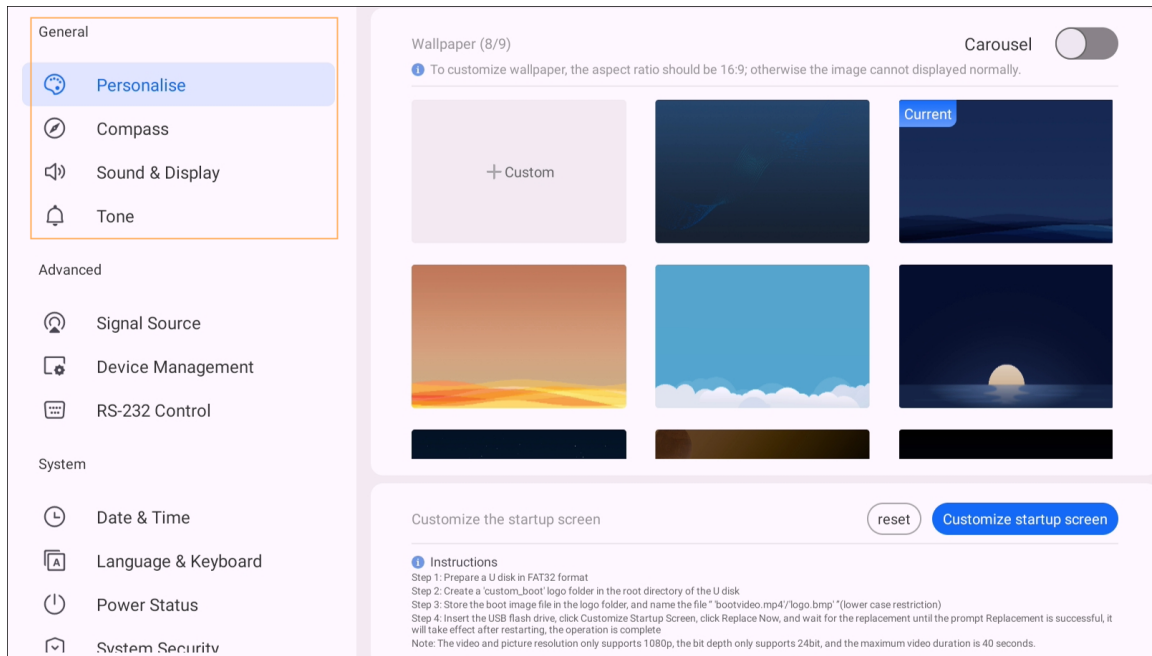 General
Personalise
Compass
Sound & Display
Tone
Advanced
Signal Source
Device Management
RS-232 Control
System
Date & Time
Language & Keyboard
Power Status
System Security
Wallpaper (8/9)
Carousel
To customize wallpaper, the aspect ratio should be 16:9; otherwise the image cannot displayed normally.
Custom
Current
Customize the startup screen
reset
Customize startup screen
Instructions
Step 1: Prepare a U disk in FAT32 format
Step 2: Create a 'custom_boot' logo folder in the root directory of the U disk
Step 3: Store the boot image file in the logo folder, and name the file " 'bootvideo.mp4'/'logo.bmp' "(lower case restriction)
Step 4: Insert the USB flash drive, click Customize Startup Screen, click Replace Now, and wait for the replacement until the prompt Replacement is successful, it
will take effect after restarting, the operation is complete
Note: The video and picture resolution only supports 1080p, the bit depth only supports 24bit, and the maximum video duration is 40 seconds.